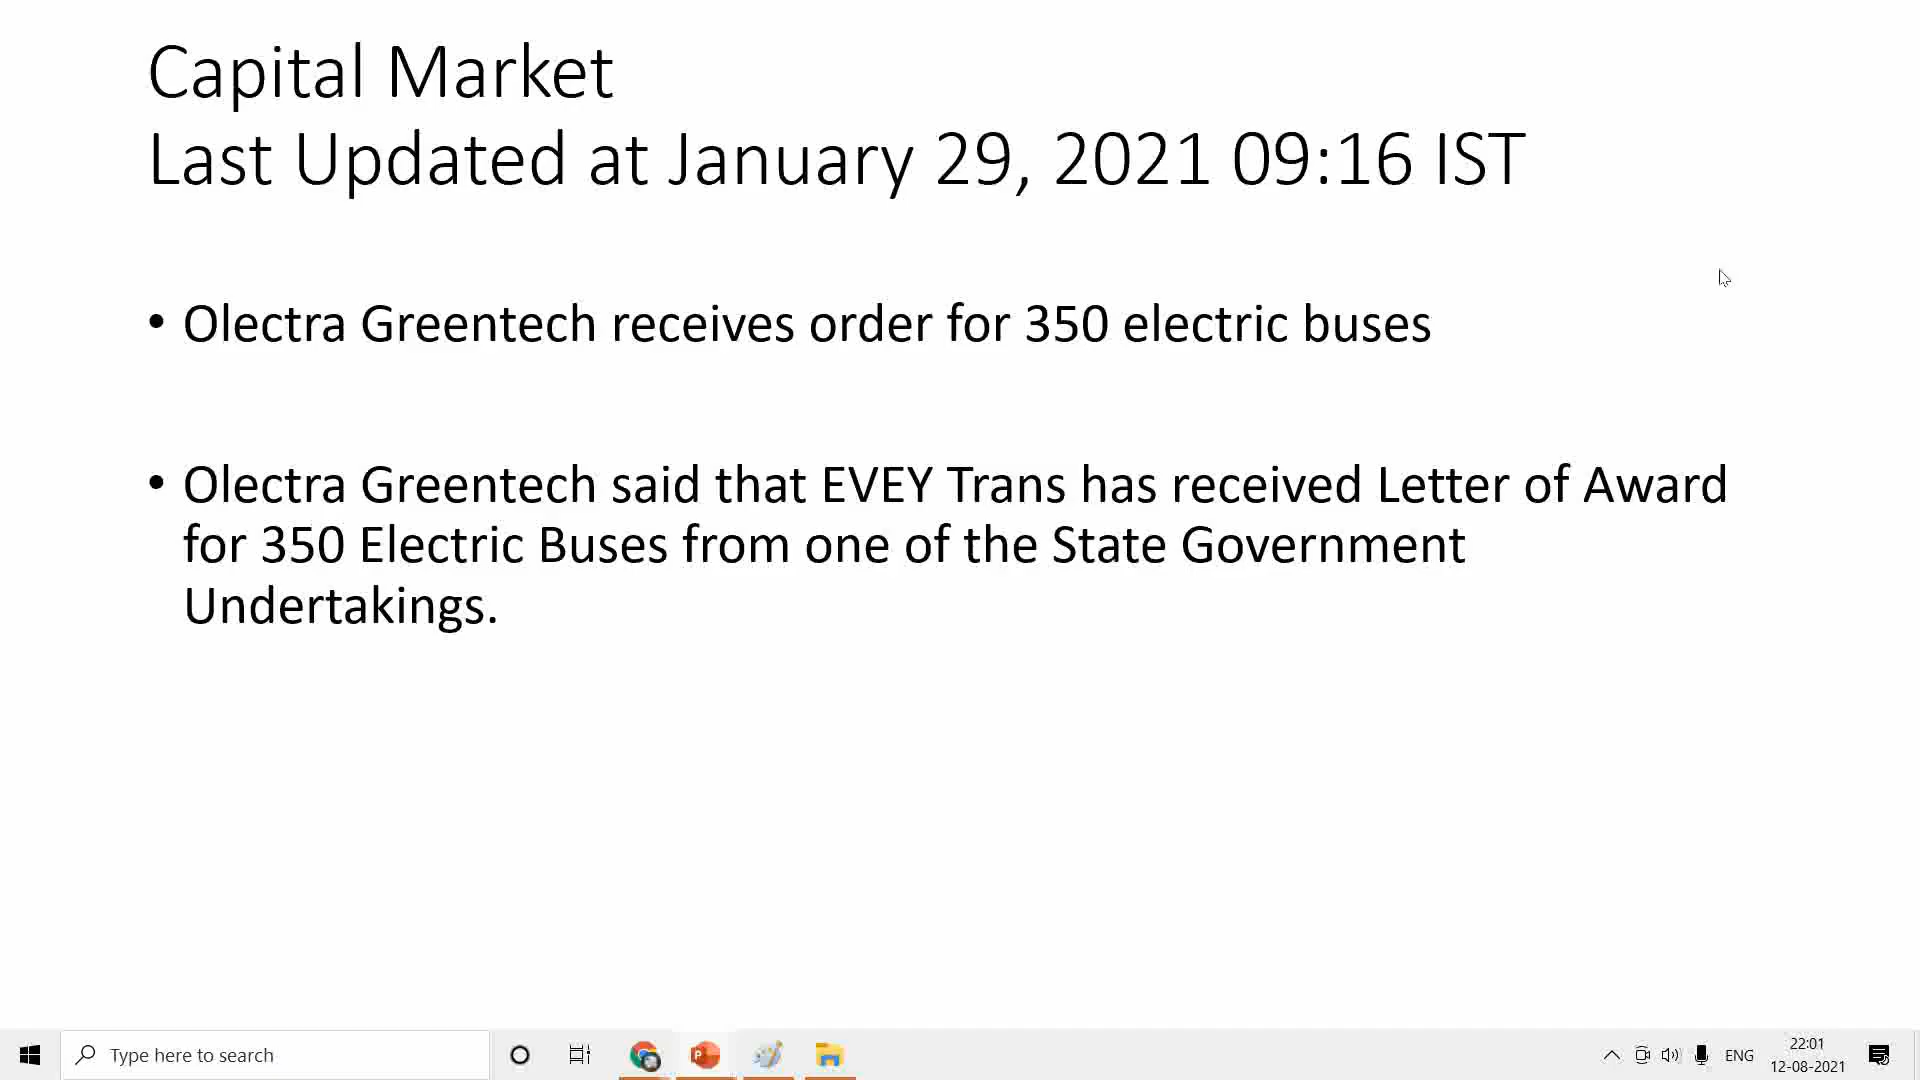 Capital Market
Last Updated at January 29, 2021 09:16 IST
• Olectra Greentech receives order for 350 electric buses
• Olectra Greentech said that EVEY Trans has received Letter of Award
for 350 Electric Buses from one of the State Government
Undertakings.
Type here to search
ENG
22:01
12-08-2021